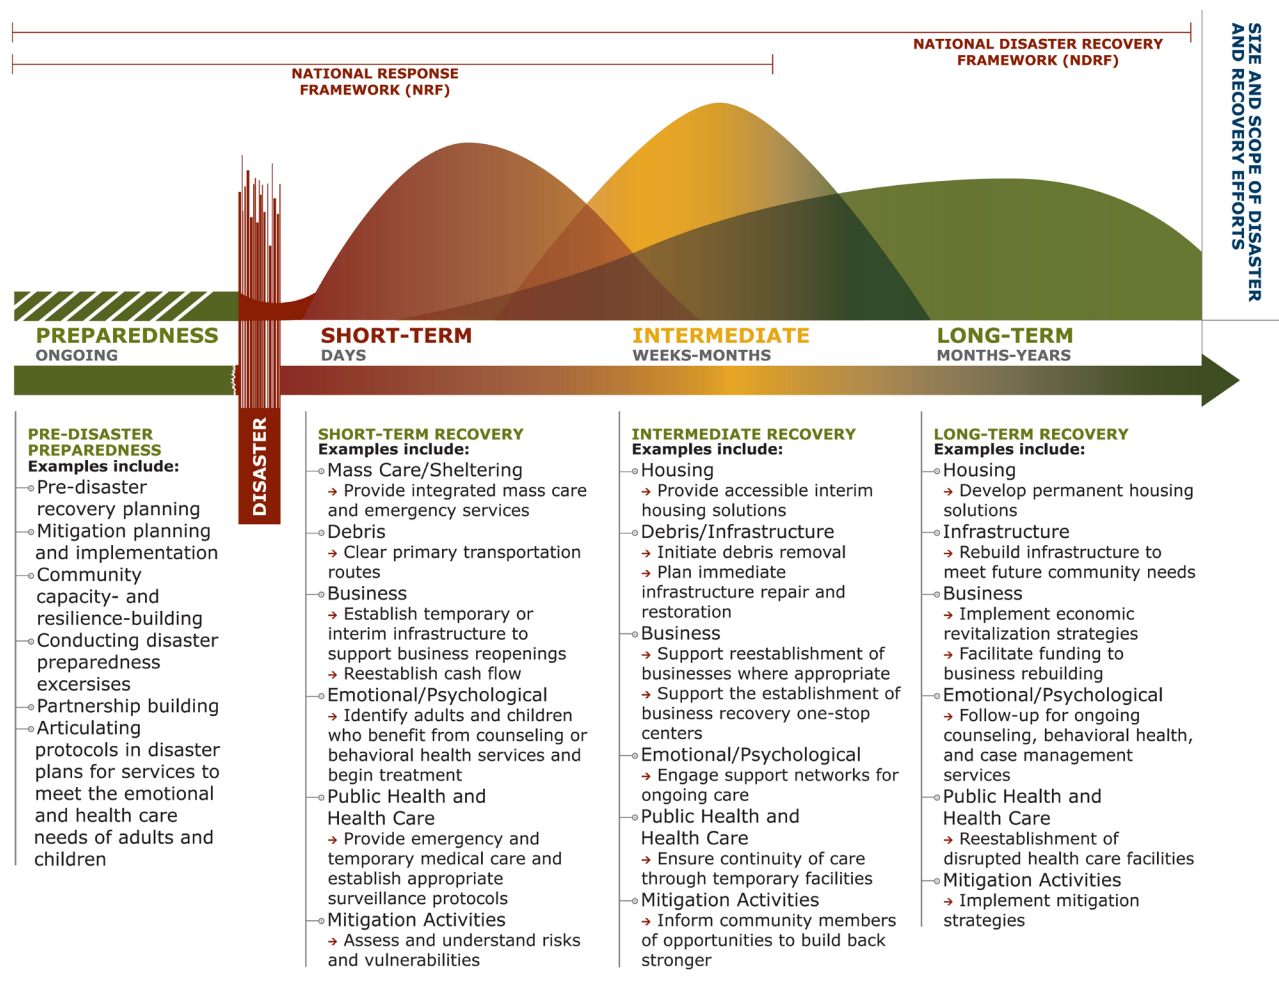 NATIONAL DISASTER RECOVERY
FRAMEWORK (NDRF)
NATIONAL RESPONSE
FRAMEWORK (NRF)
SIZE AND SCOPE OF DISASTER
AND RECOVERY EFFORTS
PREPAREDNESS
ONGOING
SHORT-TERM
DAYS
INTERMEDIATE
WEEKS-MONTHS
LONG-TERM
MONTHS-YEARS
DISASTER
PRE-DISASTER
PREPAREDNESS
Examples include:
Pre-disaster
recovery planning
Mitigation planning
and implementation
Community
capacity- and
resilience-building
Conducting disaster
preparedness
excersises
Partnership building
Articulating
protocols in disaster
plans for services to
meet the emotional
and health care
needs of adults and
children
SHORT-TERM RECOVERY
Examples include:
Mass Care/Sheltering
→ Provide integrated mass care
and emergency services
Debris
→ Clear primary transportation
routes
Business
→ Establish temporary or
interim infrastructure to
support business reopenings
→ Reestablish cash flow
Emotional/Psychological
→ Identify adults and children
who benefit from counseling or
behavioral health services and
begin treatment
Public Health and
Health Care
→ Provide emergency and
temporary medical care and
establish appropriate
surveillance protocols
Mitigation Activities
→ Assess and understand risks
and vulnerabilities
INTERMEDIATE RECOVERY
Examples include:
Housing
→ Provide accessible interim
housing solutions
Debris/Infrastructure
→ Initiate debris removal
→ Plan immediate
infrastructure repair and
restoration
Business
→ Support reestablishment of
businesses where appropriate
→ Support the establishment of
business recovery one-stop
centers
Emotional/Psychological
→ Engage support networks for
ongoing care
Public Health and
Health Care
→ Ensure continuity of care
through temporary facilities
Mitigation Activities
→ Inform community members
of opportunities to build back
stronger
LONG-TERM RECOVERY
Examples include:
Housing
→ Develop permanent housing
solutions
Infrastructure
→ Rebuild infrastructure to
meet future community needs
Business
→ Implement economic
revitalization strategies
→ Facilitate funding to
business rebuilding
Emotional/Psychological
→ Follow-up for ongoing
counseling, behavioral health,
and case management
services
Public Health and
Health Care
→ Reestablishment of
disrupted health care facilities
Mitigation Activities
→ Implement mitigation
strategies